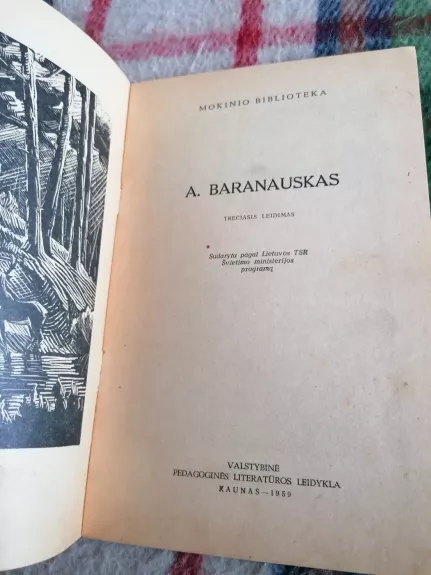 MOKINIO BIBLIOTEKA
A. BARANAUSKAS
TREČIASIS LEIDIMAS
Sudaryta pagal Lietuvos TSR
Švietimo ministerijos
programą
VALSTYBINĖ
PEDAGOGINĖS LITERATŪROS LEIDYKLA
KAUNAS—1959